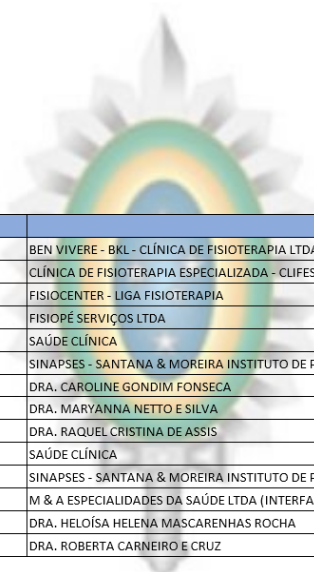 BEN VIVERE - BKL - CLÍNICA DE FISIOTERAPIA LTDA
CLÍNICA DE FISIOTERAPIA ESPECIALIZADA - CLIFES
FISIOCENTER - LIGA FISIOTERAPIA
FISIOPÉ SERVIÇOS LTDA
SAÚDE CLÍNICA
SINAPSES - SANTANA & MOREIRA INSTITUTO DE
DRA. CAROLINE GONDIM FONSECA
DRA. MARYANNA NETTO E SILVA
DRA. RAQUEL CRISTINA DE ASSIS
SAÚDE CLÍNICA
SINAPSES - SANTANA & MOREIRA INSTITUTO DE
M & A ESPECIALIDADES DA SAÚDE LTDA (INTERFA
DRA. HELOÍSA HELENA MASCARENHAS ROCHA
DRA. ROBERTA CARNEIRO E CRUZ